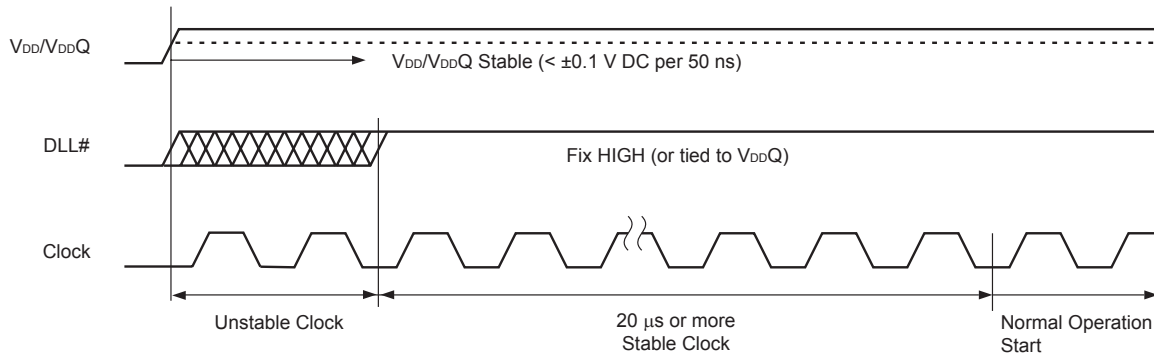 VDD/VDDQ
VDD/VDDQ Stable (< ±0.1 V DC per 50 ns)
DLL#
Fix HIGH (or tied to VDDQ)
Clock
Unstable Clock
20 μs or more
Stable Clock
Normal Operation
Start